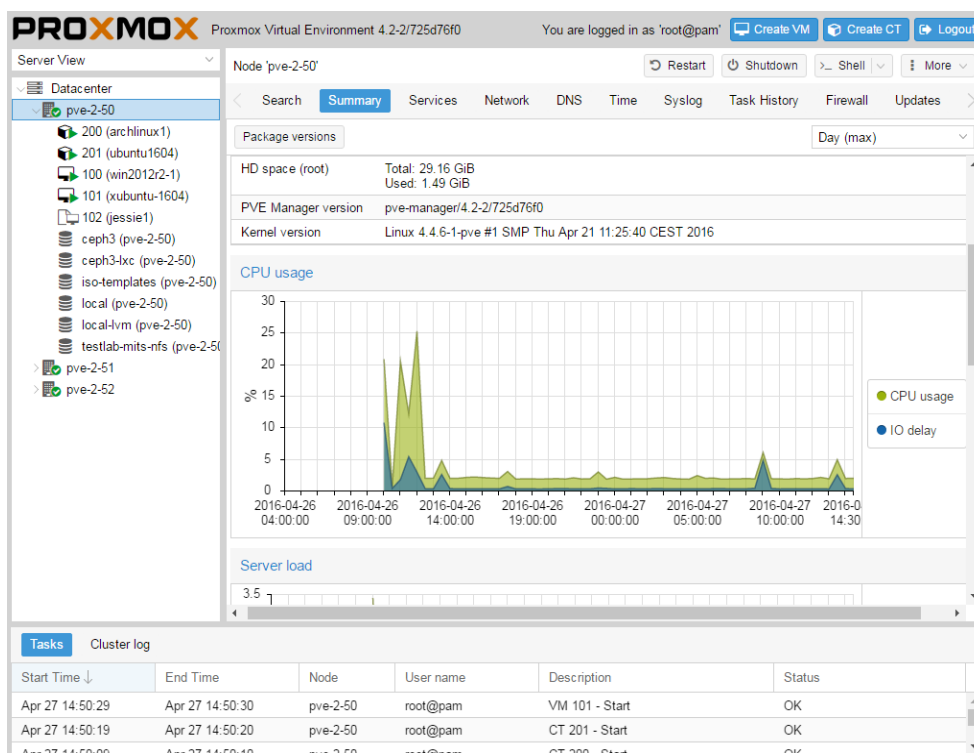 PROXMOX Proxmox Virtual Environment 4.2-2/725d76f0 You are logged in as 'root@pam' Create VM Create CT Logout
Server View
Datacenter
pve-2-50
200 (archlinux1)
201 (ubuntu1604)
100 (win2012r2-1)
101 (xubuntu-1604)
102 (jessie1)
ceph3 (pve-2-50)
ceph3-lxc (pve-2-50)
iso-templates (pve-2-50)
local (pve-2-50)
local-lvm (pve-2-50)
testlab-mits-nfs (pve-2-50
pve-2-51
pve-2-52
Node 'pve-2-50' Restart Shutdown >_ Shell More
Search Summary Services Network DNS Time Syslog Task History Firewall Updates
Package versions Day (max)
HD space (root) Total: 29.16 GiB
Used: 1.49 GiB
PVE Manager version pve-manager/4.2-2/725d76f0
Kernel version Linux 4.4.6-1-pve #1 SMP Thu Apr 21 11:25:40 CEST 2016
CPU usage
30
25
20
15
10
5
0
%
2016-04-26 2016-04-26 2016-04-26 2016-04-26 2016-04-27 2016-04-27 2016-04-27 2016-0
04:00:00 09:00:00 14:00:00 19:00:00 00:00:00 05:00:00 10:00:00 14:30
CPU usage
IO delay
Server load
3.5
Tasks Cluster log
Start Time End Time Node User name Description Status
Apr 27 14:50:29 Apr 27 14:50:30 pve-2-50 root@pam VM 101 - Start OK
Apr 27 14:50:19 Apr 27 14:50:20 pve-2-50 root@pam CT 201 - Start OK